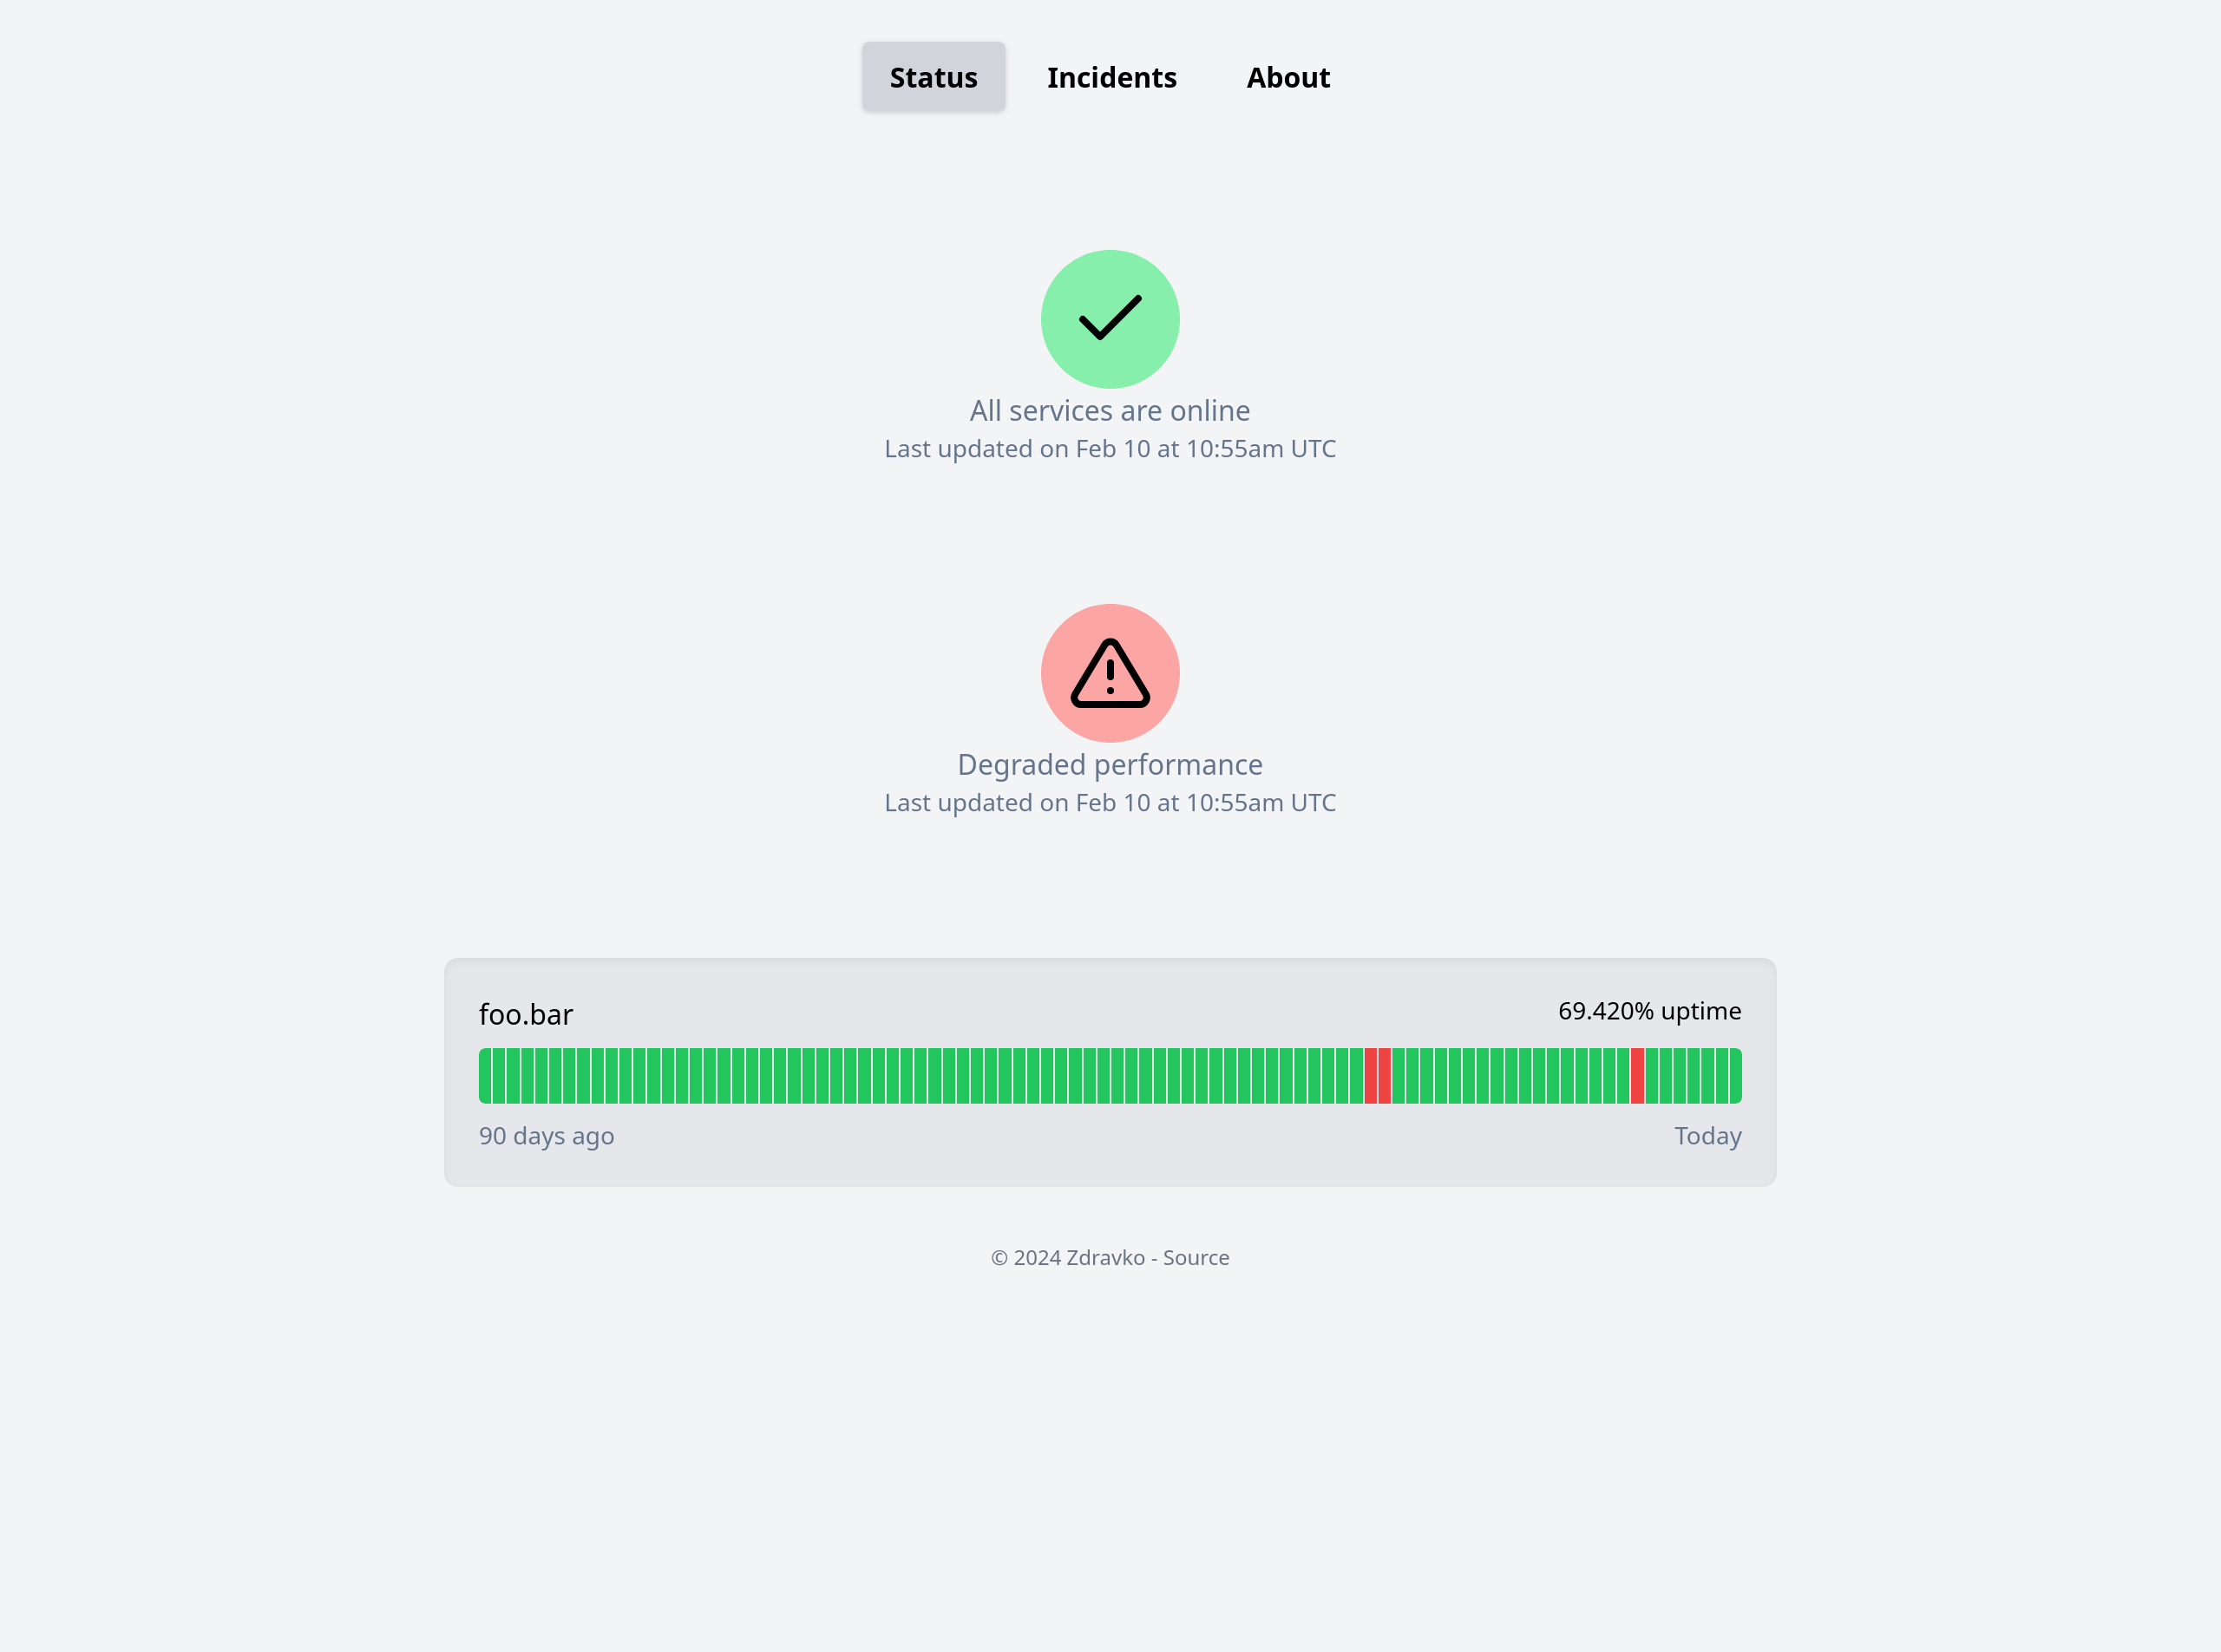 Status Incidents About
All services are online
Last updated on Feb 10 at 10:55am UTC
Degraded performance
Last updated on Feb 10 at 10:55am UTC
foo.bar 69.420% uptime
90 days ago Today
© 2024 Zdravko - Source